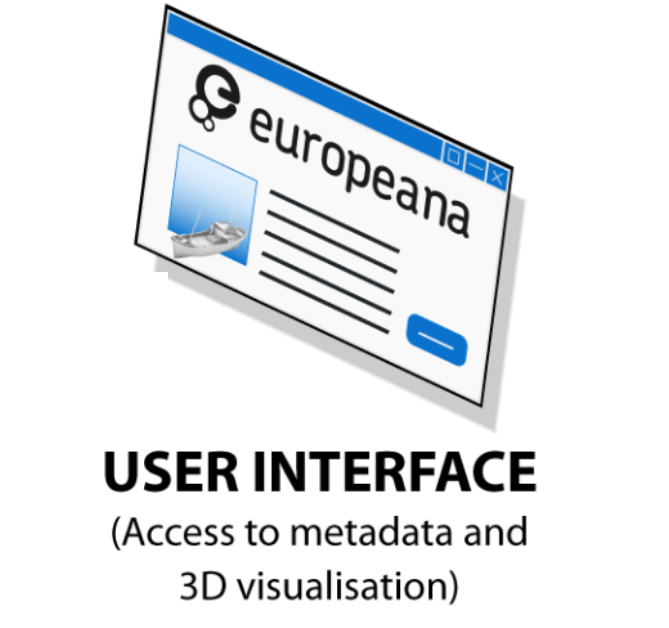 europeana
USER INTERFACE
(Access to metadata and
3D visualisation)